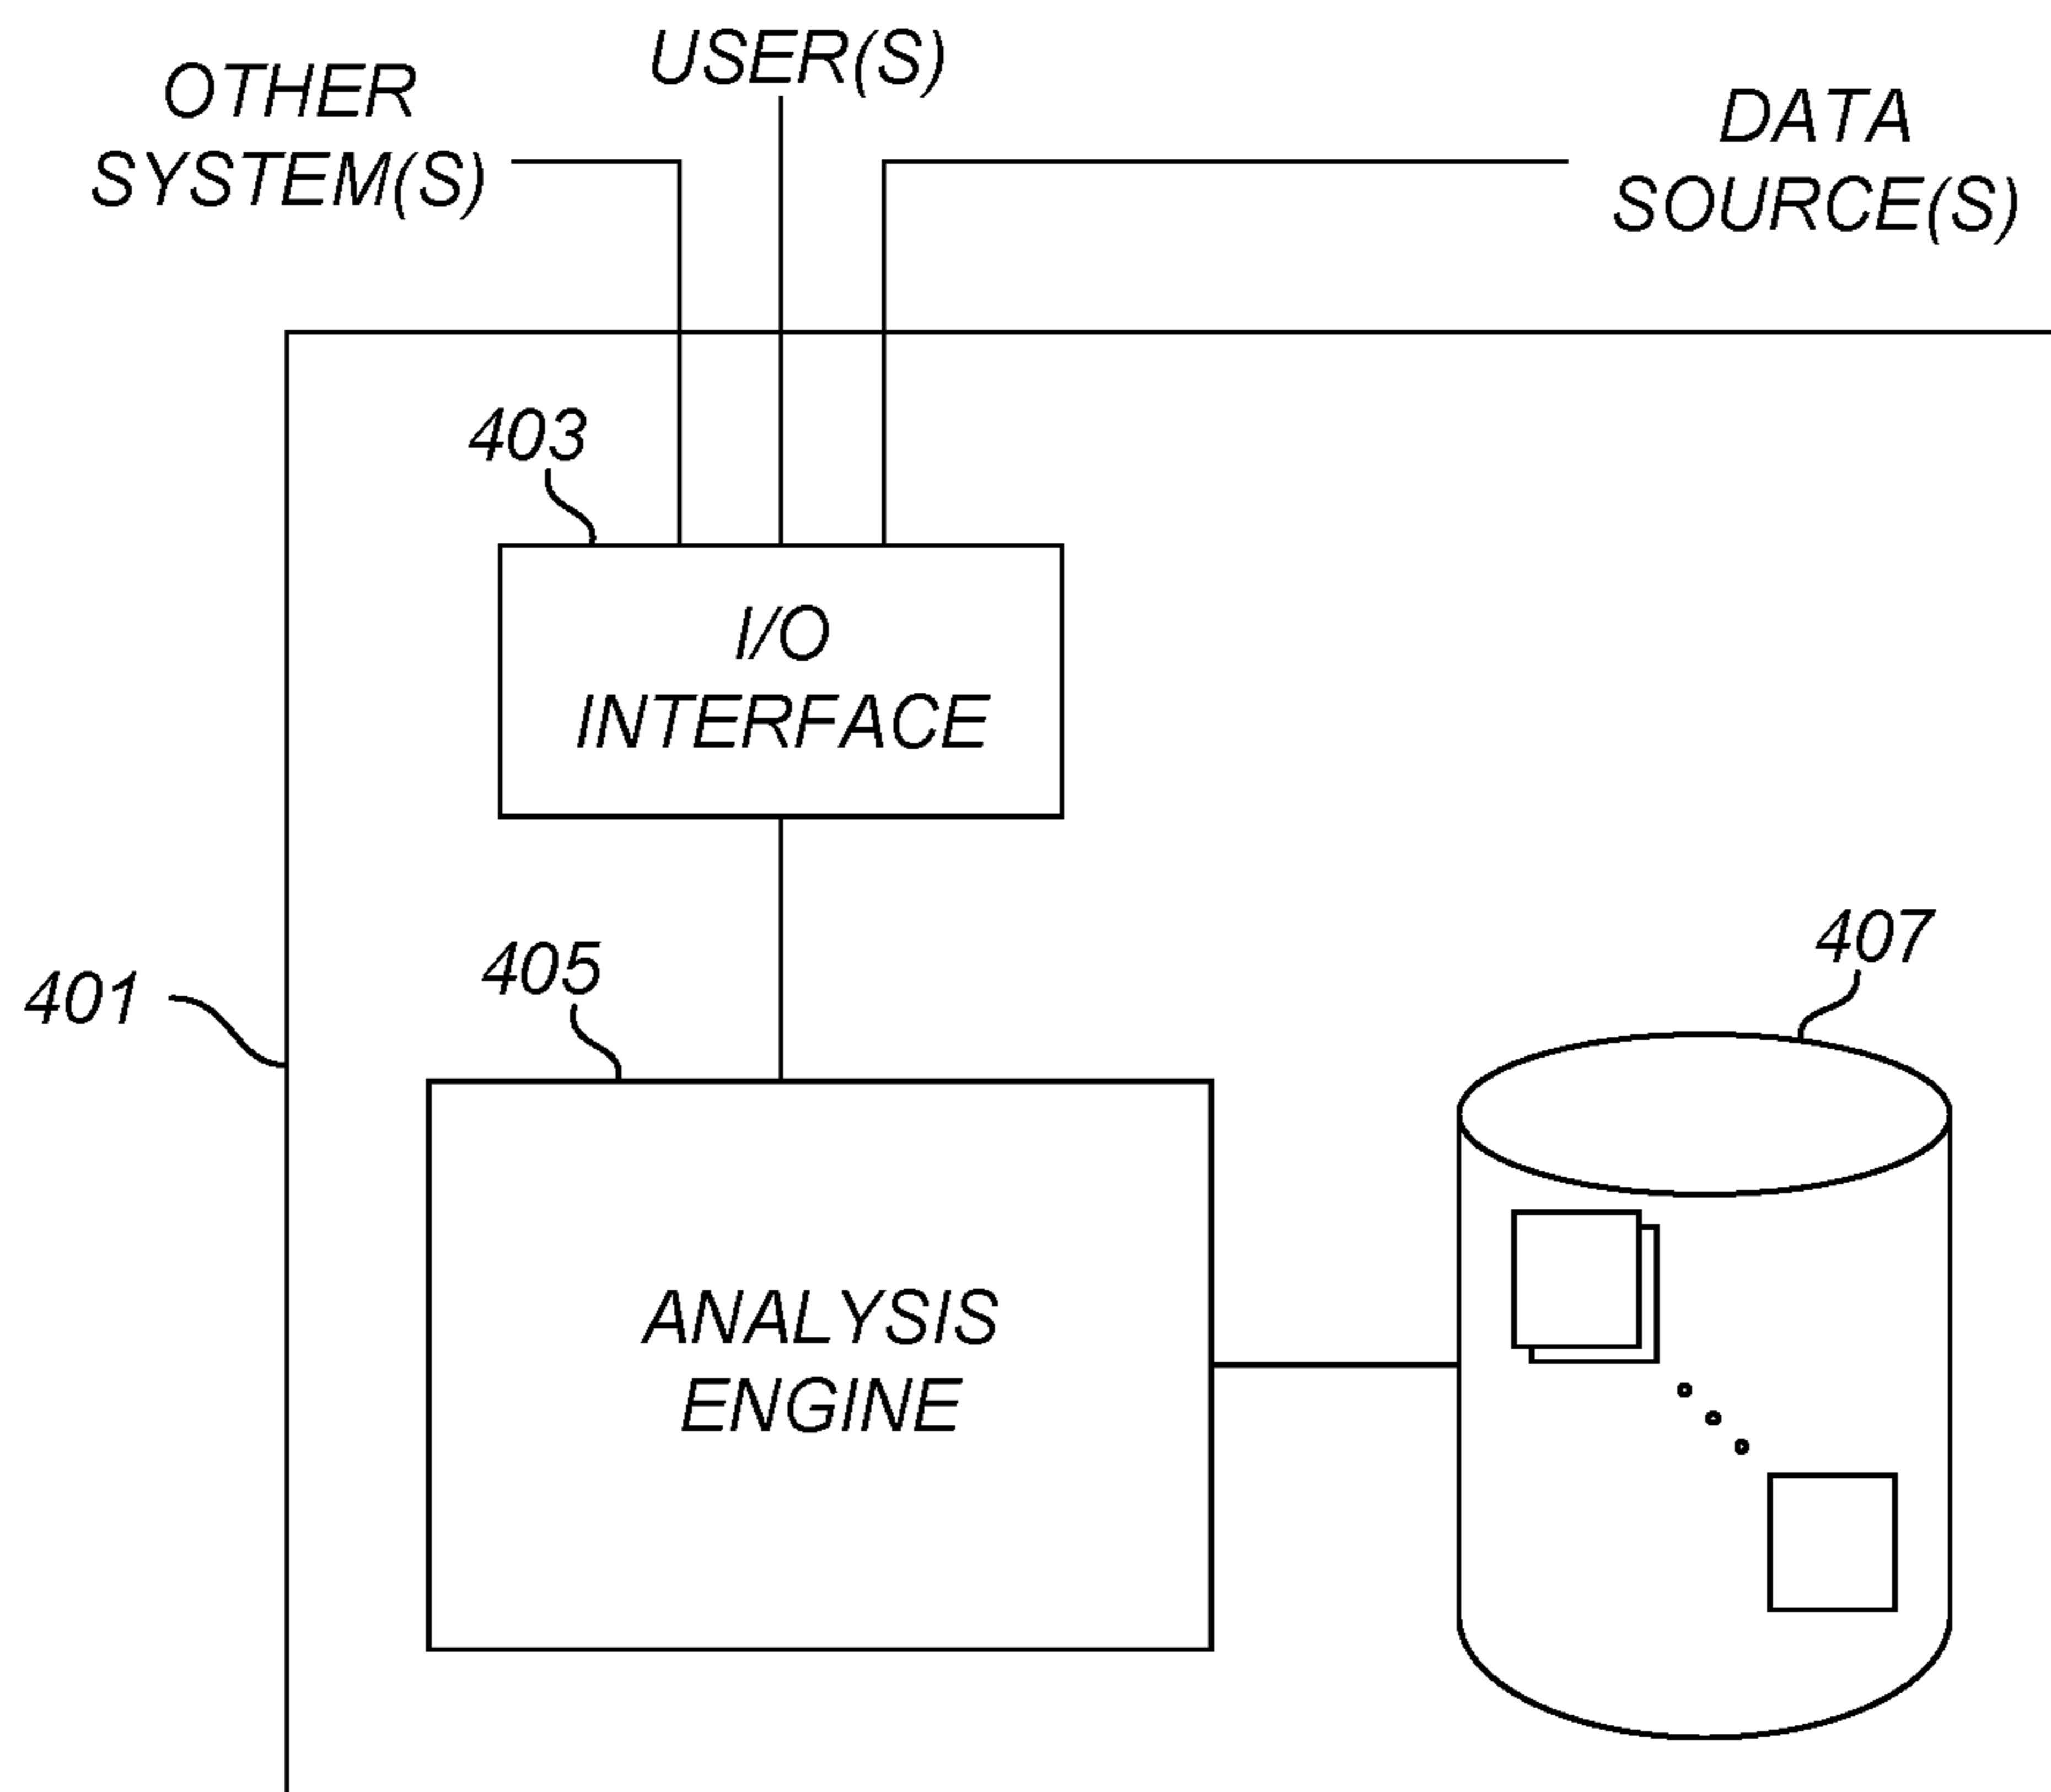 USER(S)
OTHER
SYSTEM(S)
DATA
SOURCE(S)
403
I/O
INTERFACE
405
407
401
ANALYSIS
ENGINE